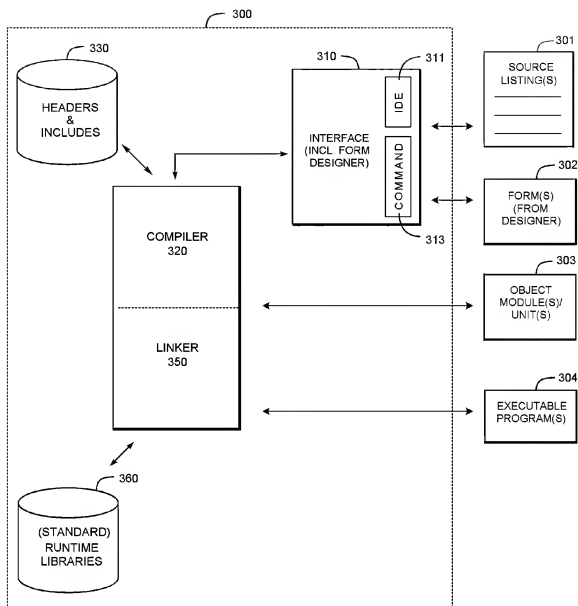 300
330
HEADERS
&
INCLUDES
310
311
IDE
INTERFACE
(INCL FORM
DESIGNER)
COMMAND
313
301
SOURCE
LISTING(S)
302
FORM(S)
(FROM
DESIGNER)
COMPILER
320
303
OBJECT
MODULE(S)/
UNIT(S)
LINKER
350
304
EXECUTABLE
PROGRAM(S)
360
(STANDARD)
RUNTIME
LIBRARIES